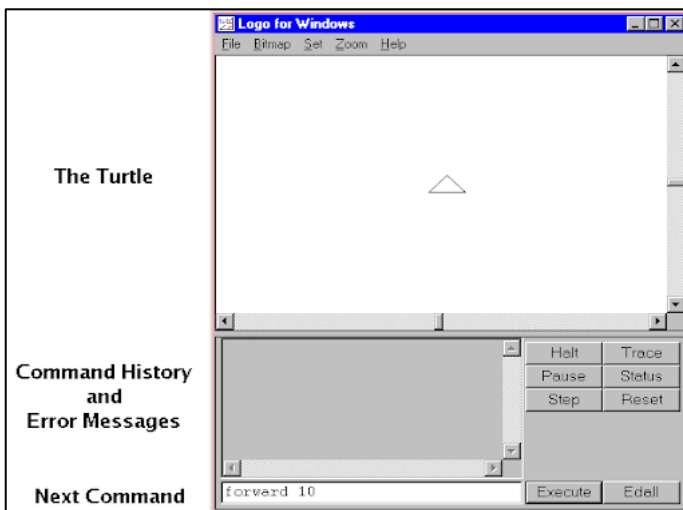 Logo for Windows
File Bitmap Set Zoom Help
The Turtle
Halt Trace
Pause Status
Step Reset
Command History
and
Error Messages
Next Command
forward 10
Execute Edall